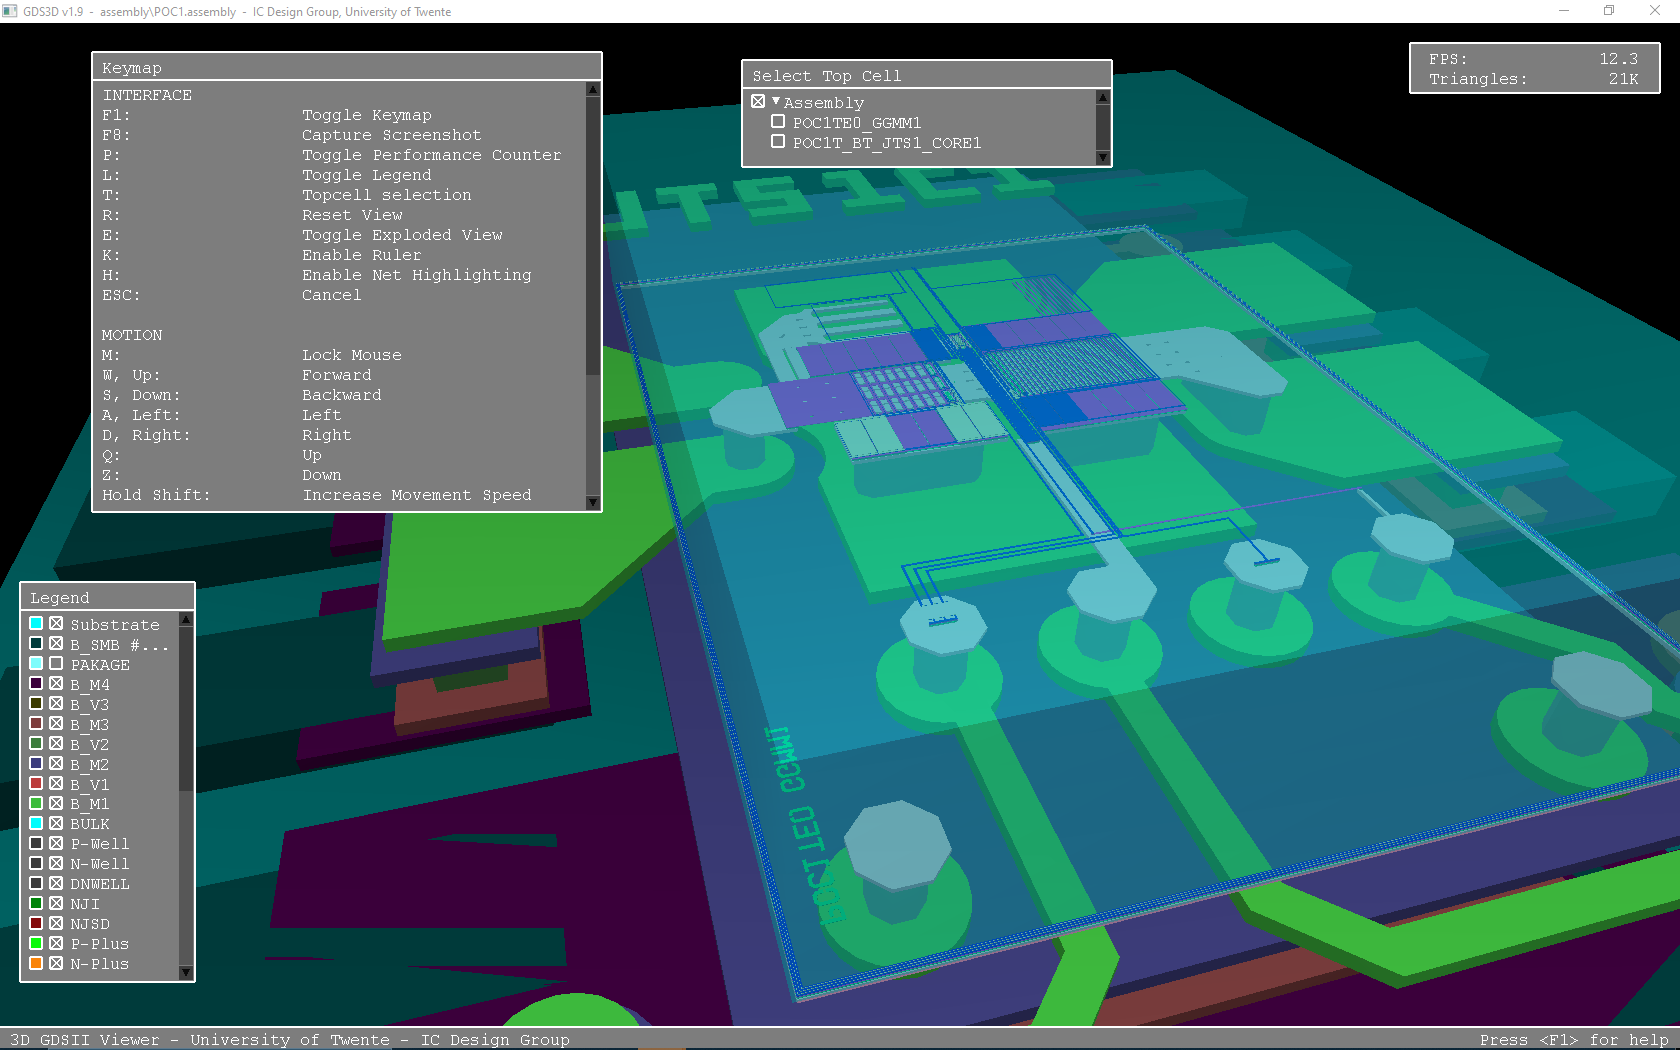 GDS3D v1.9 - assembly\POC1.assembly - IC Design Group, University of Twente
Keymap
INTERFACE
F1: Toggle Keymap
F8: Capture Screenshot
P: Toggle Performance Counter
L: Toggle Legend
T: Topcell selection
R: Reset View
E: Toggle Exploded View
K: Enable Ruler
H: Enable Net Highlighting
ESC: Cancel
MOTION
M: Lock Mouse
W, Up: Forward
S, Down: Backward
A, Left: Left
D, Right: Right
Q: Up
Z: Down
Hold Shift: Increase Movement Speed
Select Top Cell
Assembly
POC1TE0_GGMM1
POC1T_BT_JTS1_CORE1
FPS: 12.3
Triangles: 21K
Legend
Substrate
B_SMB #...
PAKAGE
B_M4
B_V3
B_M3
B_V2
B_M2
B_V1
B_M1
BULK
P-Well
N-Well
DNWELL
NJI
NJSD
P-Plus
N-Plus
3D GDSII Viewer - University of Twente - IC Design Group
Press <F1> for help